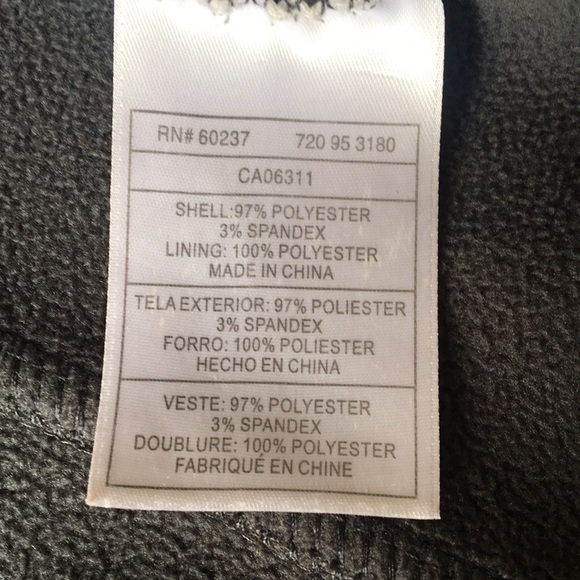 RN# 60237 720 95 3180
CA06311
SHELL:97% POLYESTER
3% SPANDEX
LINING: 100% POLYESTER
MADE IN CHINA
TELA EXTERIOR: 97% POLIESTER
3% SPANDEX
FORRO: 100% POLIESTER
HECHO EN CHINA
VESTE: 97% POLYESTER
3% SPANDEX
DOUBLURE: 100% POLYESTER
FABRIQUÉ EN CHINE